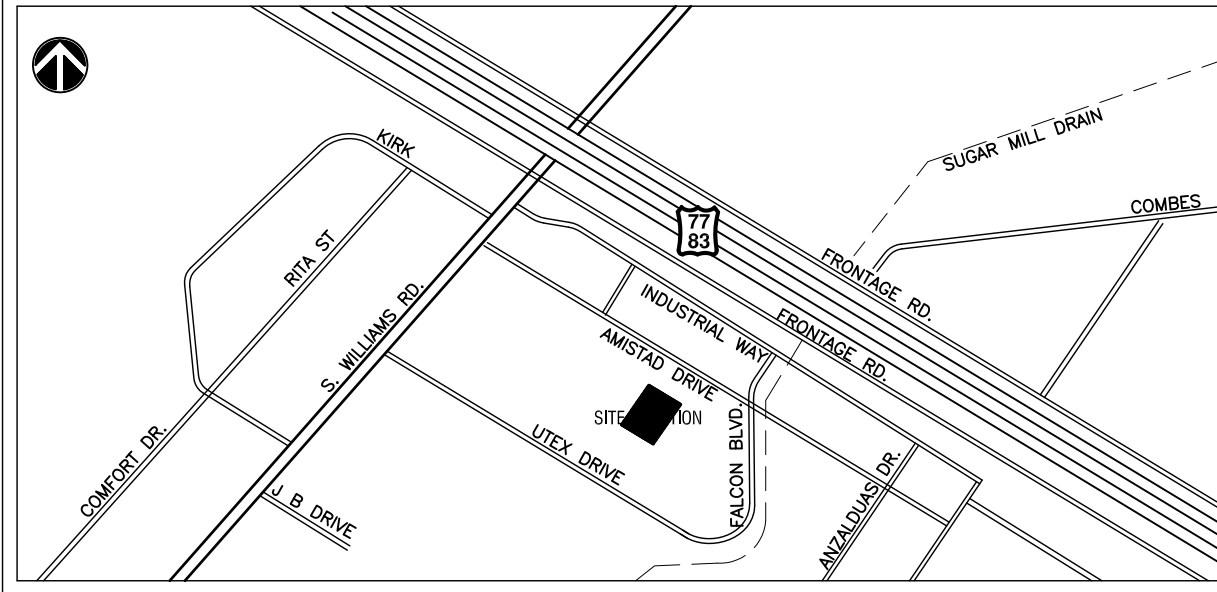 KIRK
SUGAR MILL DRAIN
COMBES
77
83
RITA ST
FRONTAGE RD.
S. WILLIAMS RD.
INDUSTRIAL WAY
FRONTAGE RD.
AMISTAD DRIVE
SITE TION
UTEX DRIVE
FALCON BLVD.
COMFORT DR.
ANZALDUAS DR.
J B DRIVE